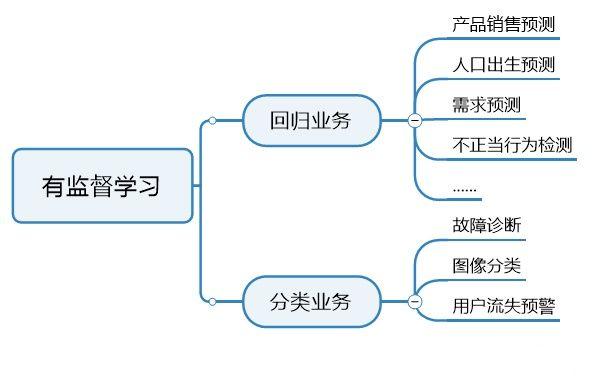 有监督学习
回归业务
产品销售预测
人口出生预测
需求预测
不正当行为检测
......
分类业务
故障诊断
图像分类
用户流失预警